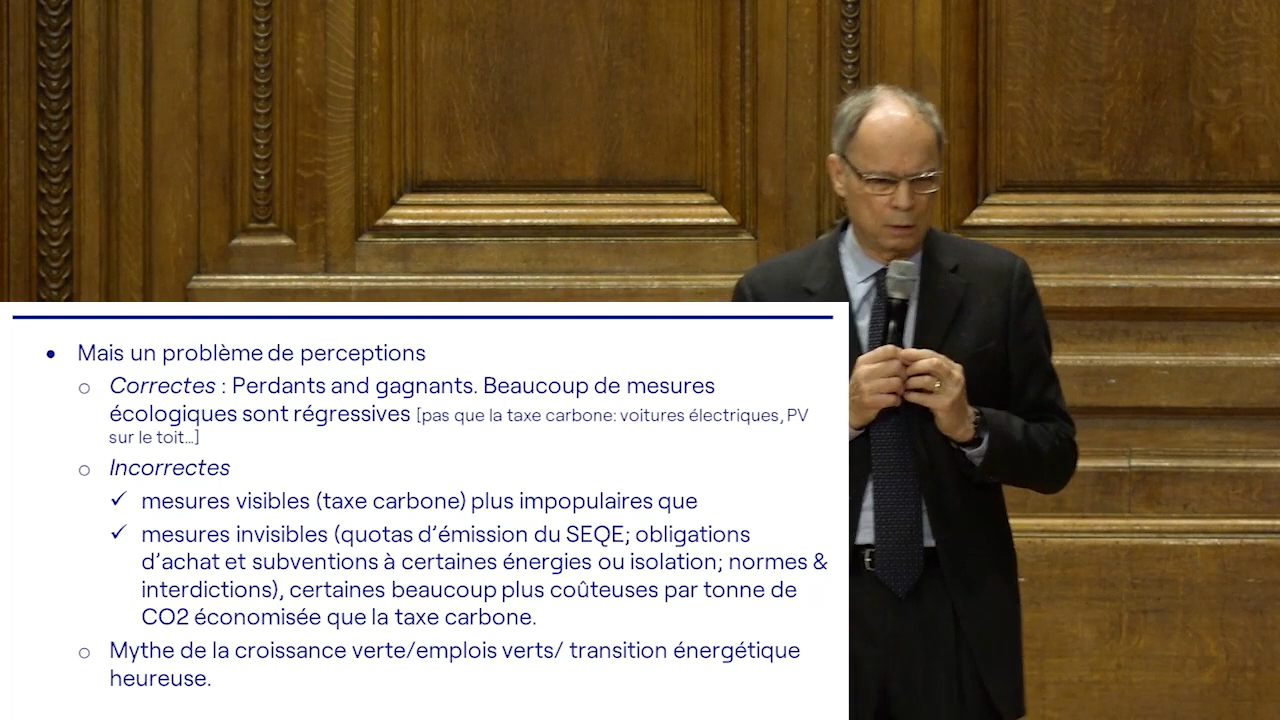 • Mais un problème de perceptions
o Correctes : Perdants and gagnants. Beaucoup de mesures
écologiques sont régressives [pas que la taxe carbone: voitures électriques, PV
sur le toit…]
o Incorrectes
✓ mesures visibles (taxe carbone) plus impopulaires que
✓ mesures invisibles (quotas d’émission du SEQE; obligations
d’achat et subventions à certaines énergies ou isolation; normes &
interdictions), certaines beaucoup plus coûteuses par tonne de
CO2 économisée que la taxe carbone.
o Mythe de la croissance verte/emplois verts/ transition énergétique
heureuse.